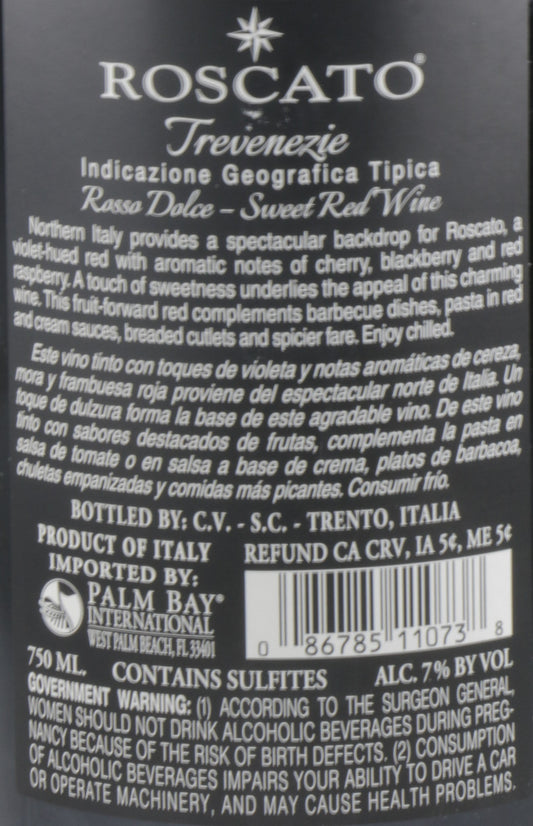 ROSCATO®
Trevenezie
Indicazione Geografica Tipica
Rosso Dolce – Sweet Red Wine
Northern Italy provides a spectacular backdrop for Roscato, a
violet-hued red with aromatic notes of cherry, blackberry and red
raspberry. A touch of sweetness underlies the appeal of this charming
wine. This fruit-forward red complements barbecue dishes, pasta in red
and cream sauces, breaded cutlets and spicier fare. Enjoy chilled.
Este vino tinto con toques de violeta y notas aromáticas de cereza,
mora y frambuesa roja proviene del espectacular norte de Italia. Un
toque de dulzura forma la base de este agradable vino. De este vino
tinto con sabores destacados de frutas, complementa la pasta en
salsa de tomate o en salsa a base de crema, platos de barbacoa,
chuletas empanizadas y comidas más picantes. Consumir frío.
BOTTLED BY: C.V. - S.C. - TRENTO, ITALIA
PRODUCT OF ITALY
IMPORTED BY:
PALM BAY®
INTERNATIONAL
WEST PALM BEACH, FL 33401
REFUND CA CRV, IA 5¢, ME 5¢
0 86785 11073 8
750 ML. CONTAINS SULFITES ALC. 7% BY VOL
GOVERNMENT WARNING: (1) ACCORDING TO THE SURGEON GENERAL,
WOMEN SHOULD NOT DRINK ALCOHOLIC BEVERAGES DURING PREG-
NANCY BECAUSE OF THE RISK OF BIRTH DEFECTS. (2) CONSUMPTION
OF ALCOHOLIC BEVERAGES IMPAIRS YOUR ABILITY TO DRIVE A CAR
OR OPERATE MACHINERY, AND MAY CAUSE HEALTH PROBLEMS.